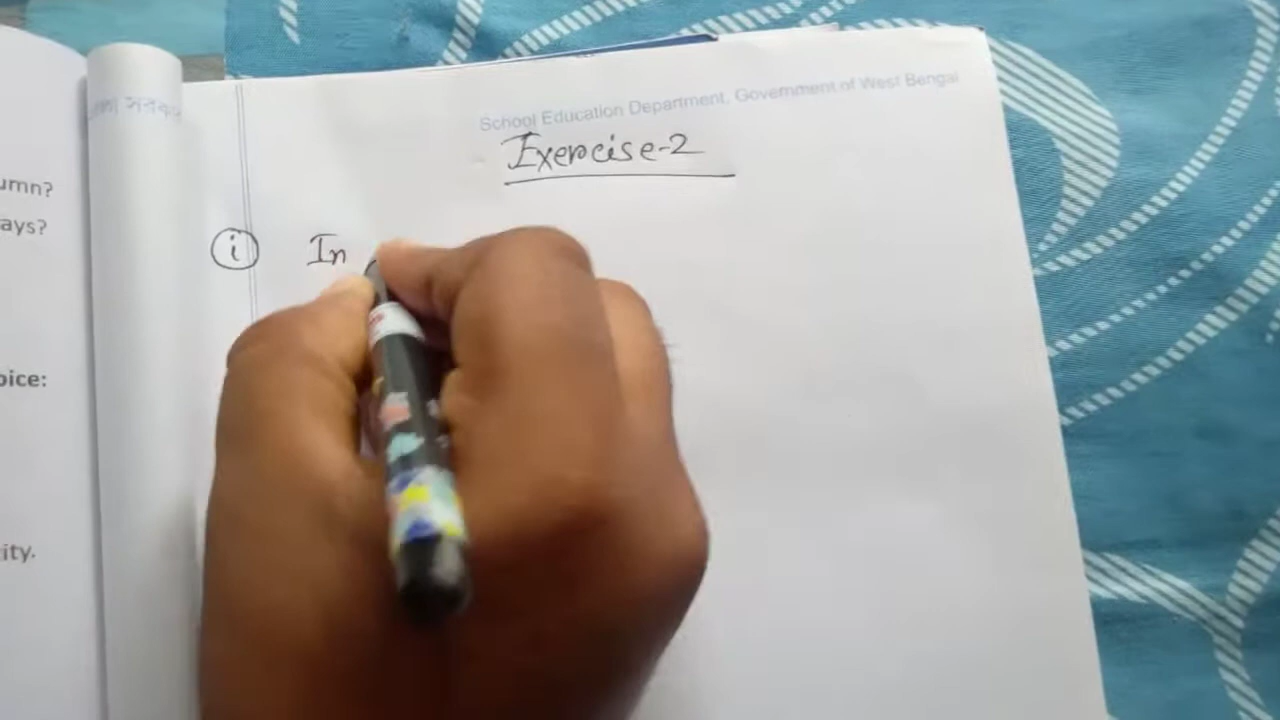 umn?
ays?
oice:
ity.
School Education Department, Government of West Bengal
Exercise-2
i In